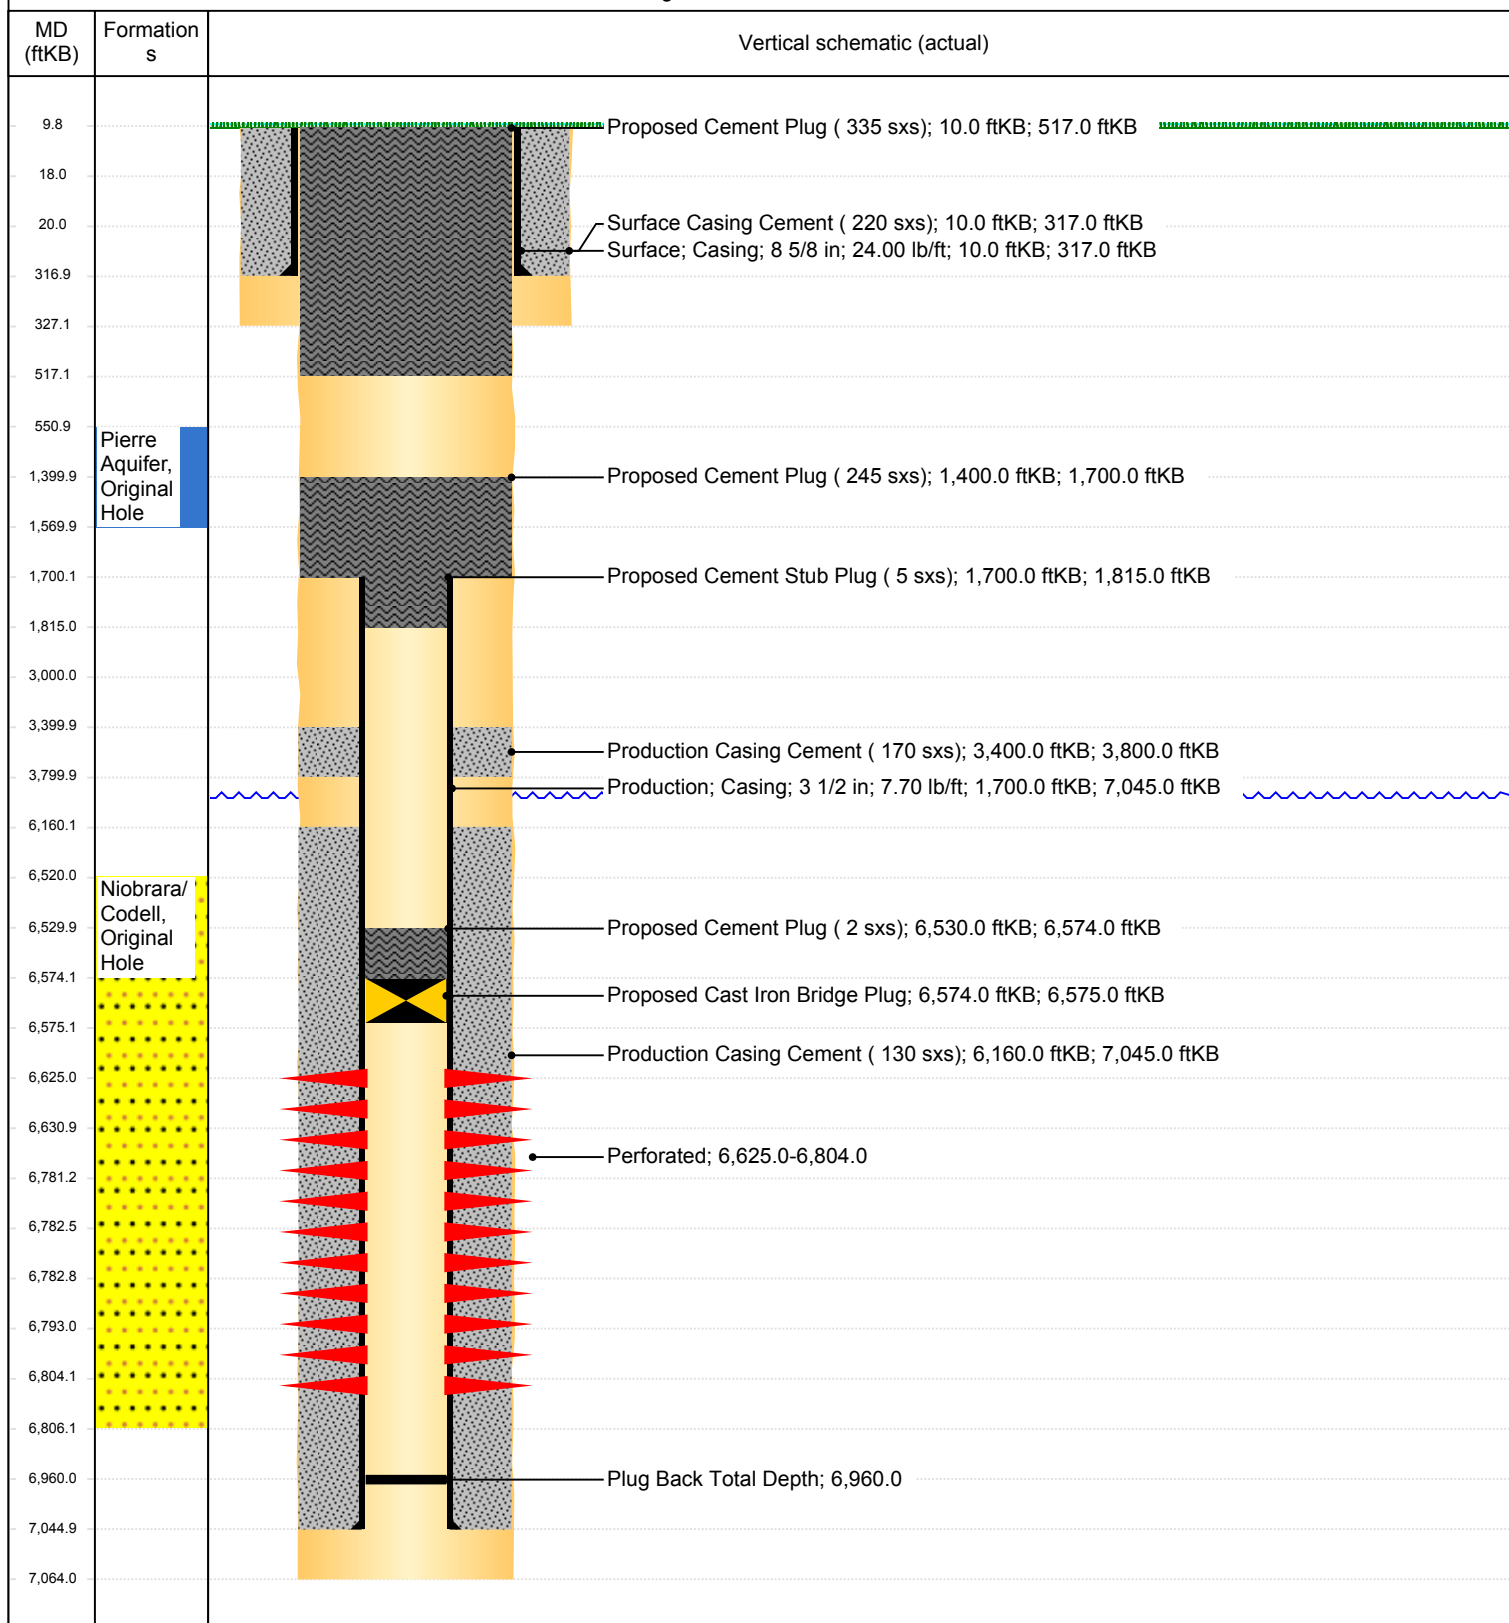 MD
(ftKB)
Formation
s
Vertical schematic (actual)
9.8
Proposed Cement Plug ( 335 sxs); 10.0 ftKB; 517.0 ftKB
18.0
20.0
Surface Casing Cement ( 220 sxs); 10.0 ftKB; 317.0 ftKB
Surface; Casing; 8 5/8 in; 24.00 lb/ft; 10.0 ftKB; 317.0 ftKB
316.9
327.1
517.1
550.9
Pierre
Aquifer,
Original
Hole
1,399.9
Proposed Cement Plug ( 245 sxs); 1,400.0 ftKB; 1,700.0 ftKB
1,569.9
1,700.1
Proposed Cement Stub Plug ( 5 sxs); 1,700.0 ftKB; 1,815.0 ftKB
1,815.0
3,000.0
3,399.9
Production Casing Cement ( 170 sxs); 3,400.0 ftKB; 3,800.0 ftKB
3,799.9
Production; Casing; 3 1/2 in; 7.70 lb/ft; 1,700.0 ftKB; 7,045.0 ftKB
6,160.1
6,520.0
Niobrara/
Codell,
Original
Hole
6,529.9
Proposed Cement Plug ( 2 sxs); 6,530.0 ftKB; 6,574.0 ftKB
6,574.1
Proposed Cast Iron Bridge Plug; 6,574.0 ftKB; 6,575.0 ftKB
6,575.1
Production Casing Cement ( 130 sxs); 6,160.0 ftKB; 7,045.0 ftKB
6,625.0
6,630.9
Perforated; 6,625.0-6,804.0
6,781.2
6,782.5
6,782.8
6,793.0
6,804.1
6,806.1
6,960.0
Plug Back Total Depth; 6,960.0
7,044.9
7,064.0